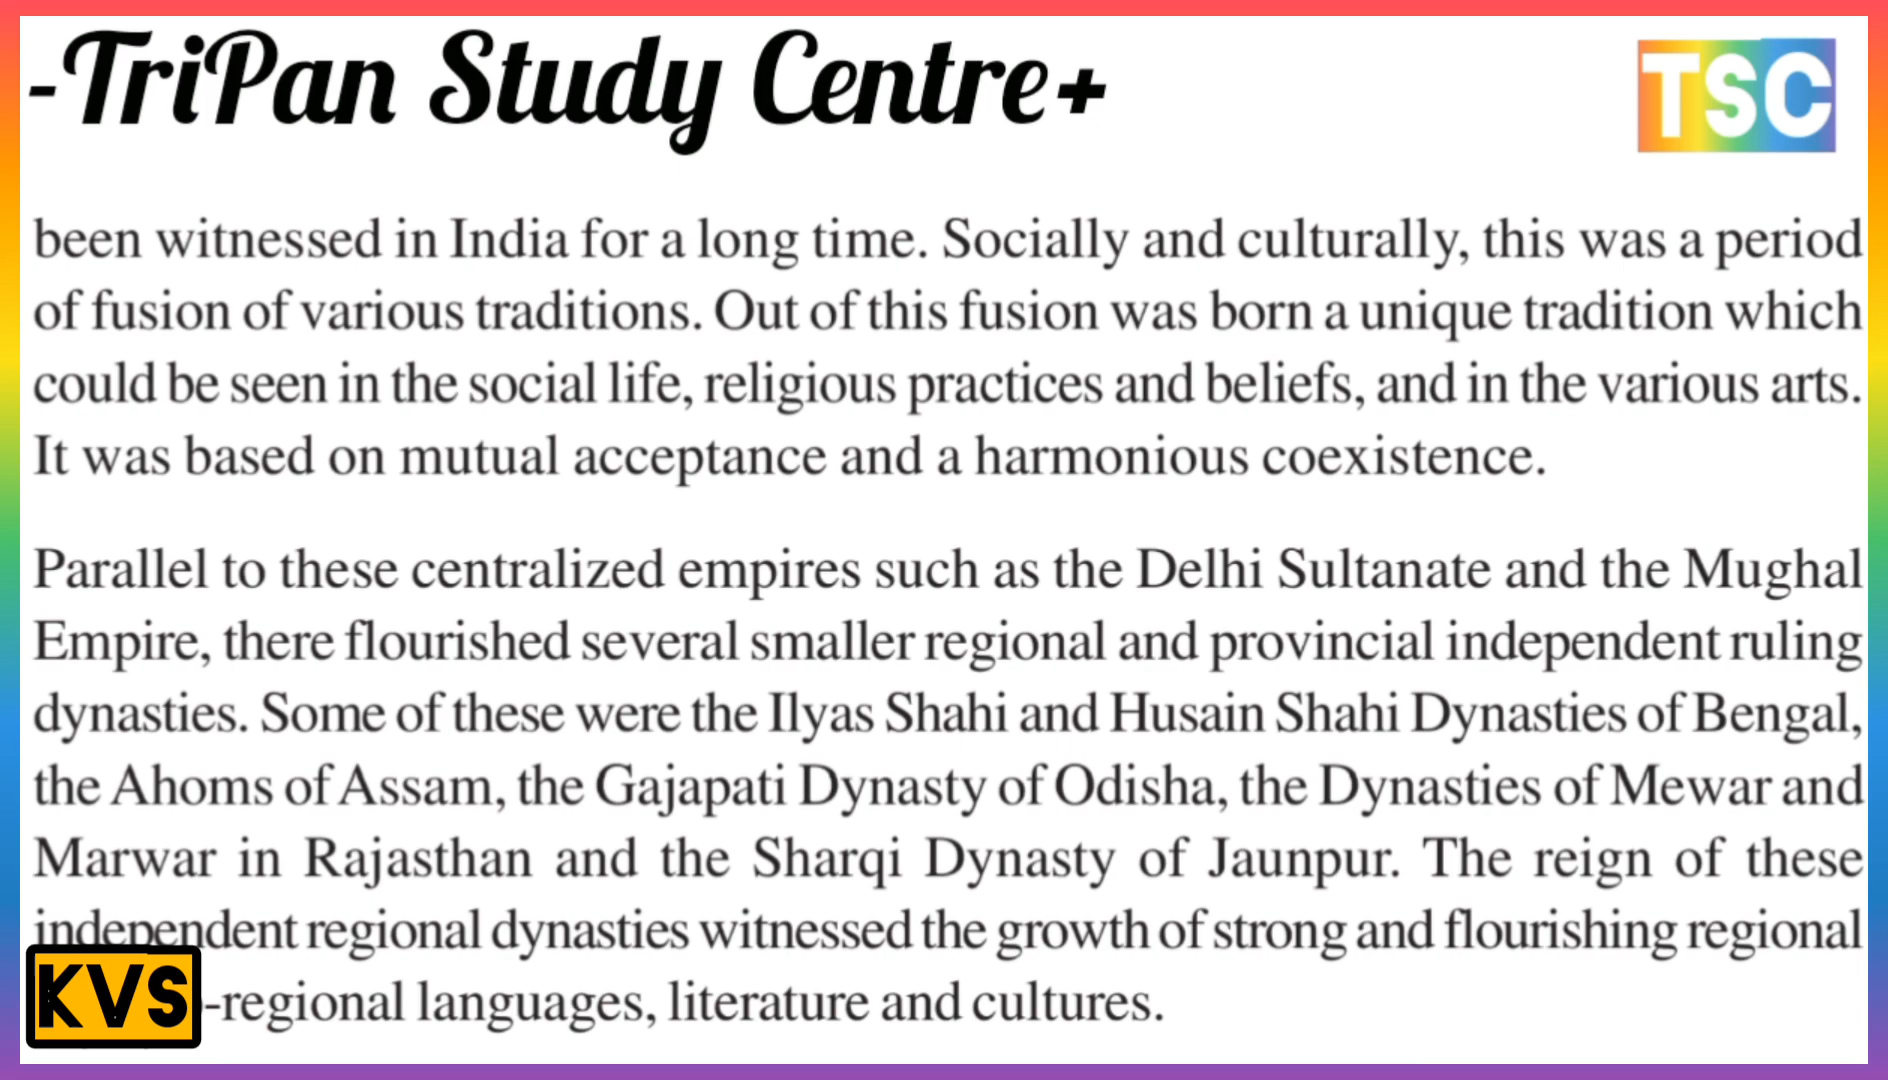 -TriPan Study Centre+
TSC
been witnessed in India for a long time. Socially and culturally, this was a period
of fusion of various traditions. Out of this fusion was born a unique tradition which
could be seen in the social life, religious practices and beliefs, and in the various arts.
It was based on mutual acceptance and a harmonious coexistence.
Parallel to these centralized empires such as the Delhi Sultanate and the Mughal
Empire, there flourished several smaller regional and provincial independent ruling
dynasties. Some of these were the Ilyas Shahi and Husain Shahi Dynasties of Bengal,
the Ahoms of Assam, the Gajapati Dynasty of Odisha, the Dynasties of Mewar and
Marwar in Rajasthan and the Sharqi Dynasty of Jaunpur. The reign of these
independent regional dynasties witnessed the growth of strong and flourishing regional
KVS -regional languages, literature and cultures.